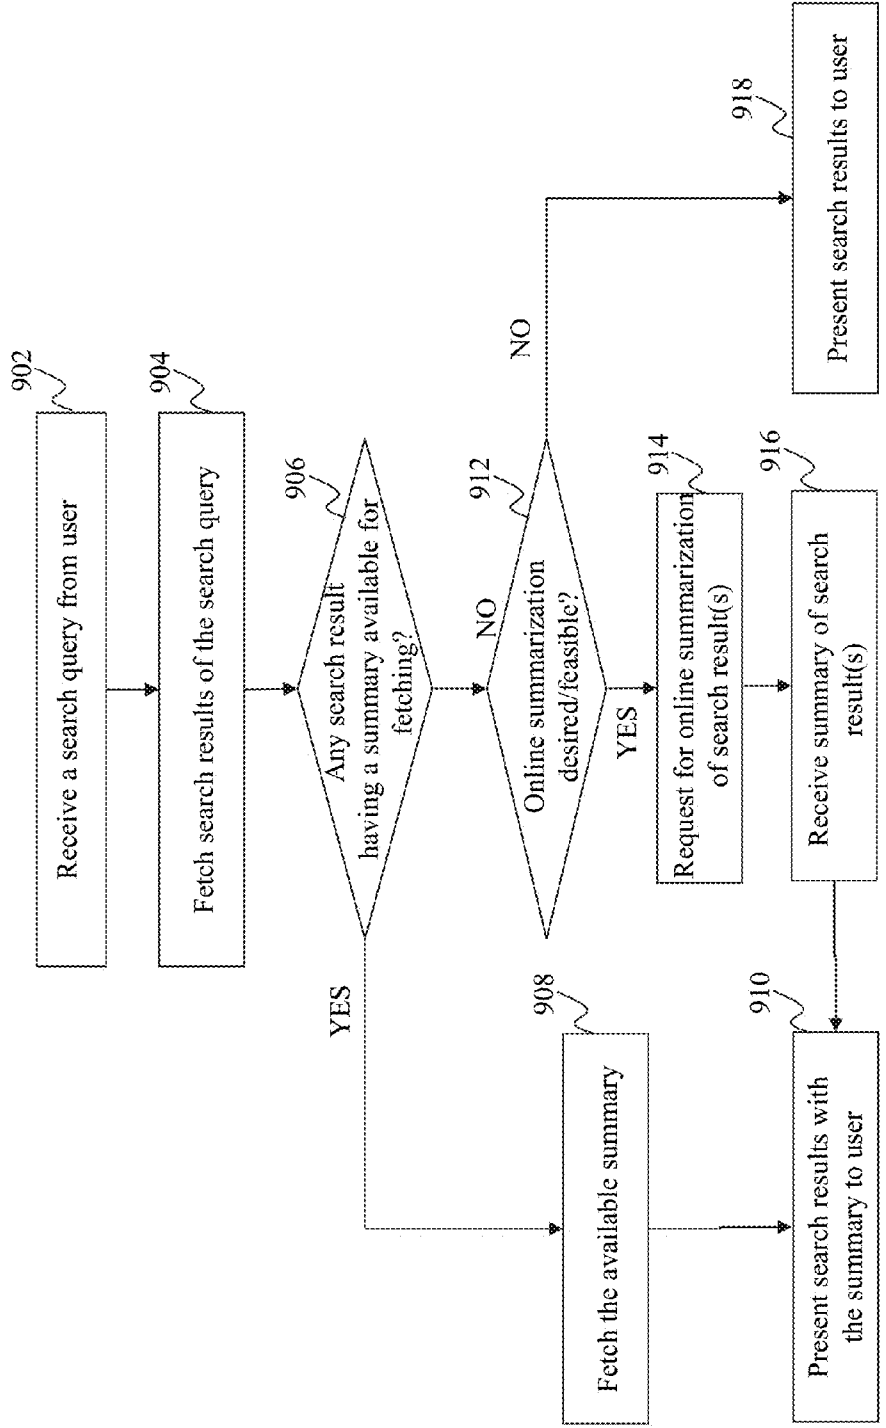 902
Receive a search query from user
904
Fetch search results of the search query
906
Any search result
having a summary available for
fetching?
YES
NO
908
Fetch the available summary
912
Online summarization
desired/feasible?
NO
YES
914
Request for online summarization
of search result(s)
910
Present search results with
the summary to user
916
Receive summary of search
result(s)
918
Present search results to user